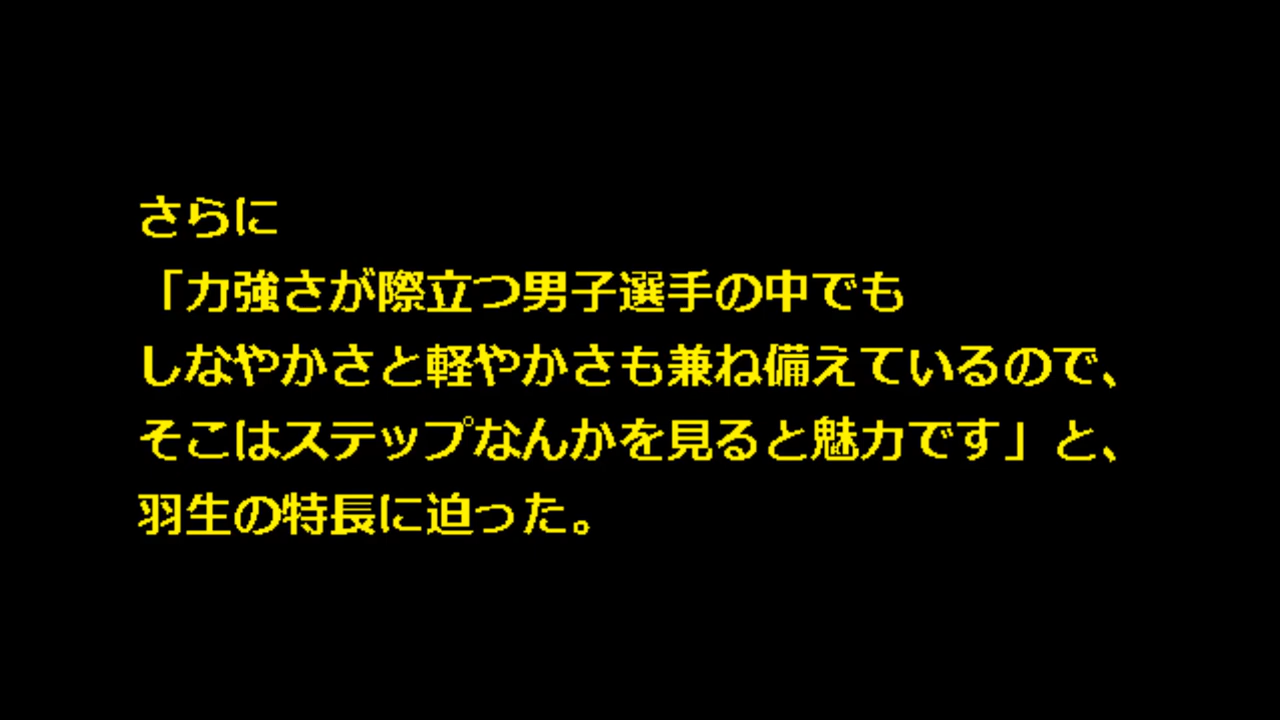 さらに
「力強さが際立つ男子選手の中でも
しなやかさと軽やかさも兼ね備えているので、
そこはステップなんかを見ると魅力です」と、
羽生の特長に迫った。